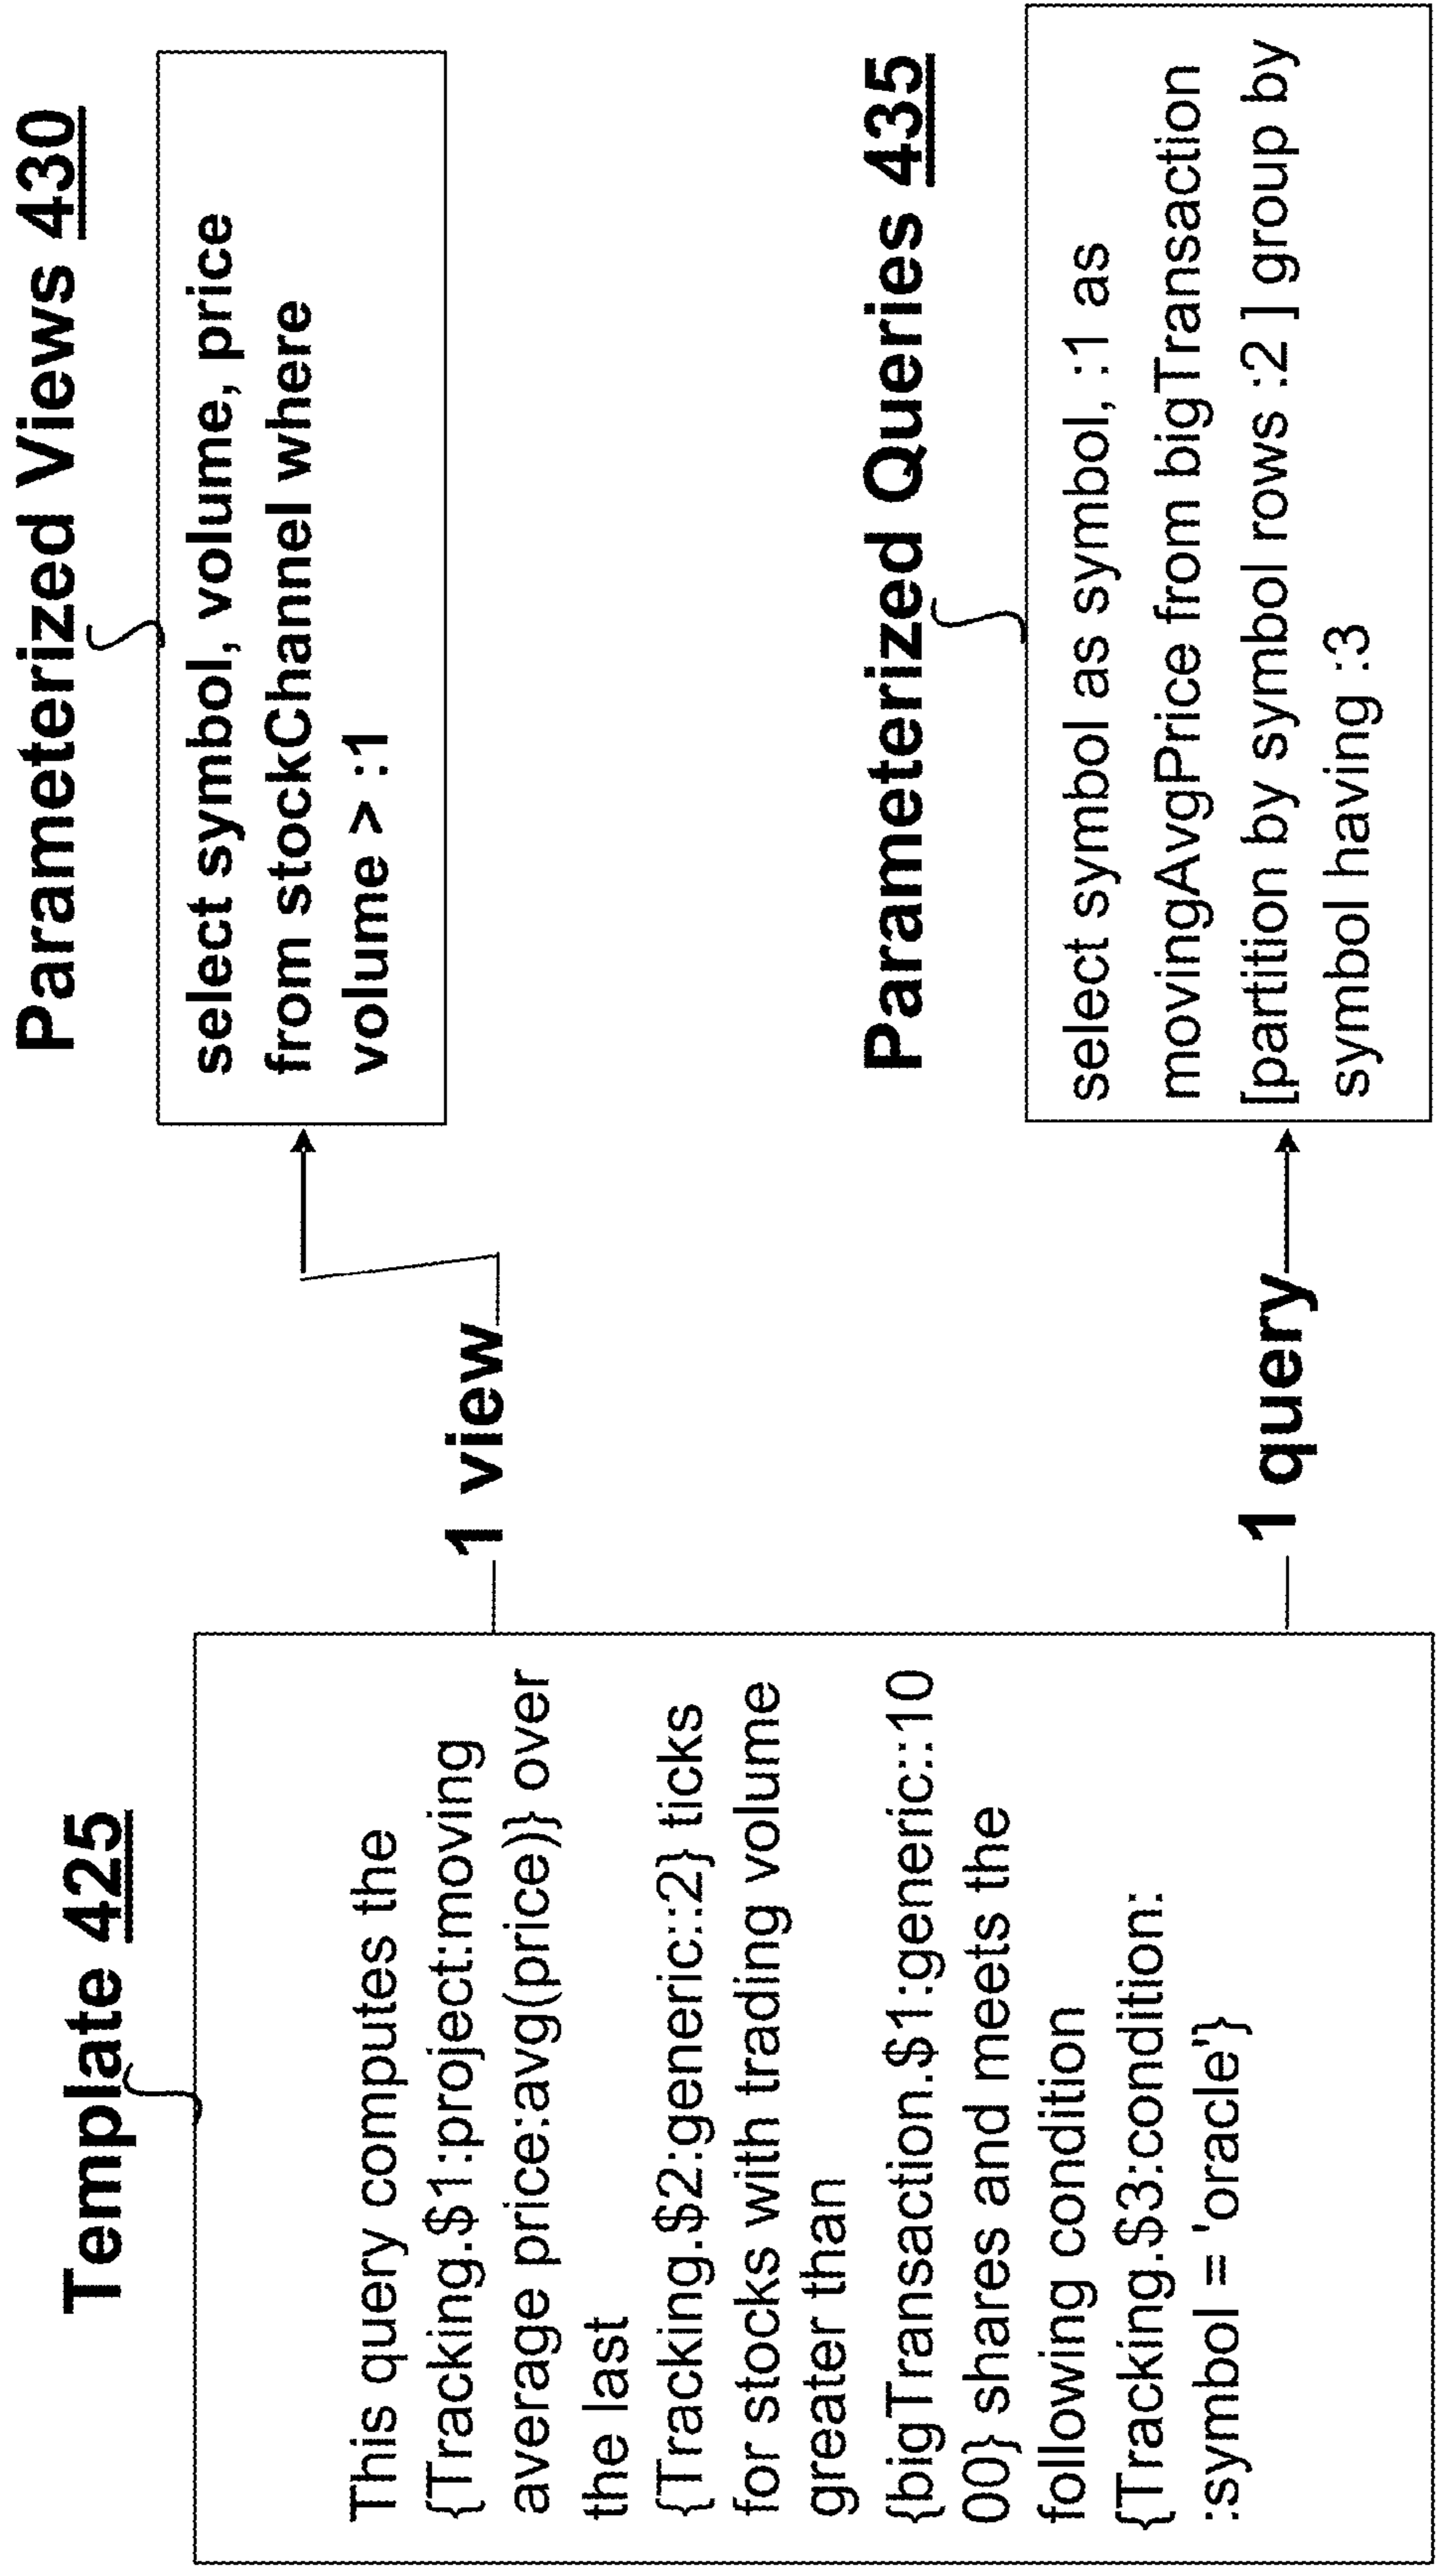 Template 425
This query computes the
{Tracking.$1:project:moving
average price:avg(price)} over
the last
{Tracking.$2:generic::2} ticks
for stocks with trading volume
greater than
{bigTransaction.$1:generic::10
00} shares and meets the
following condition
{Tracking.$3:condition:
:symbol = 'oracle'}
1 view
1 query
Parameterized Views 430
select symbol, volume, price
from stockChannel where
volume > :1
Parameterized Queries 435
select symbol as symbol, :1 as
movingAvgPrice from bigTransaction
[partition by symbol rows :2 ] group by
symbol having :3